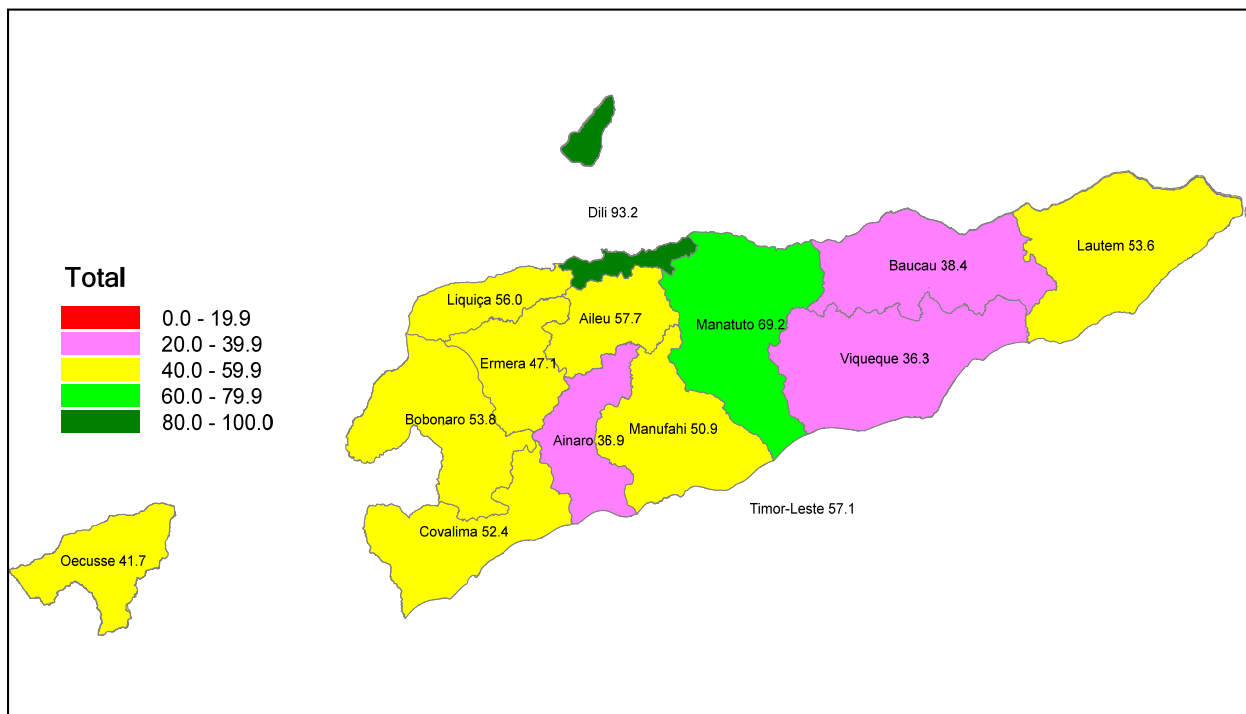 Dili 93.2
Lautem 53.6
Baucau 38.4
Total
Liquiça 56.0
0.0 - 19.9
Aileu 57.7
Manatuto 69.2
20.0 - 39.9
Viqueque 36.3
Ermera 47.1
40.0 - 59.9
60.0 - 79.9
Bobonaro 53.8
80.0 - 100.0
Manufahi 50.9
Ainaro 36.9
Timor-Leste 57.1
Covalima 52.4
Oecusse 41.7